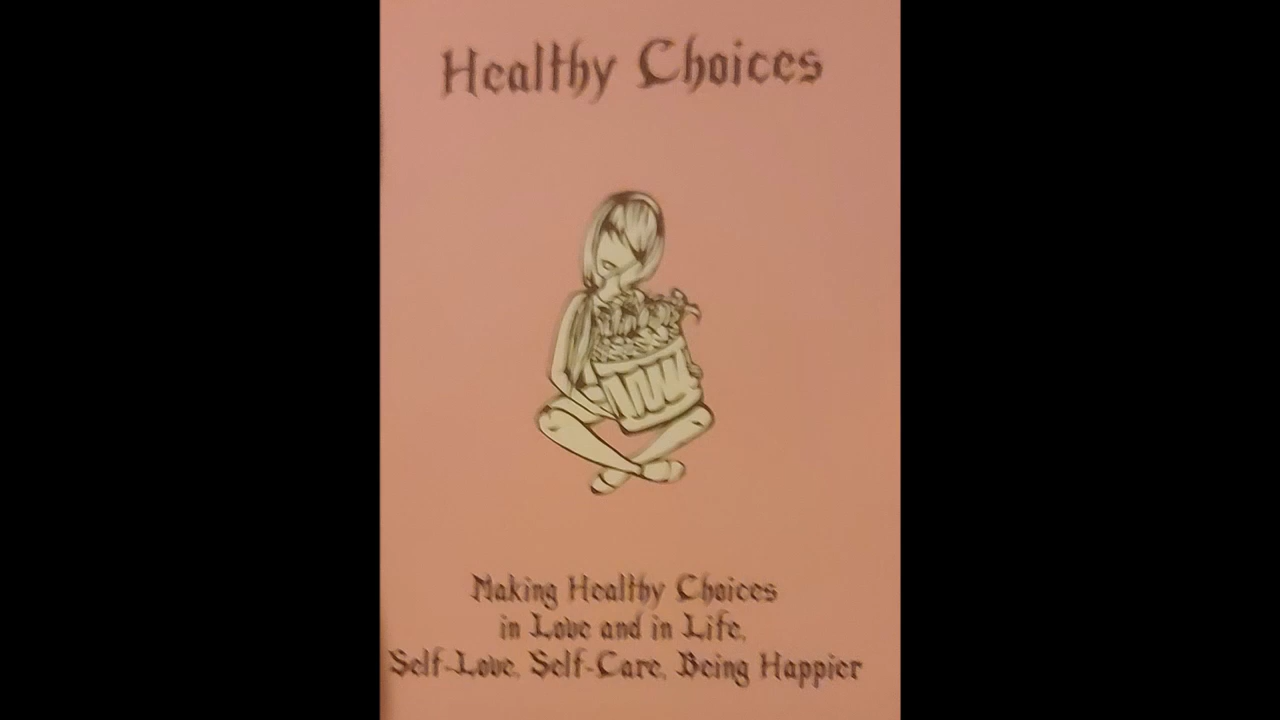 Healthy Choices
Making Healthy Choices
in Love and in Life,
Self-Love, Self-Care, Being Happier